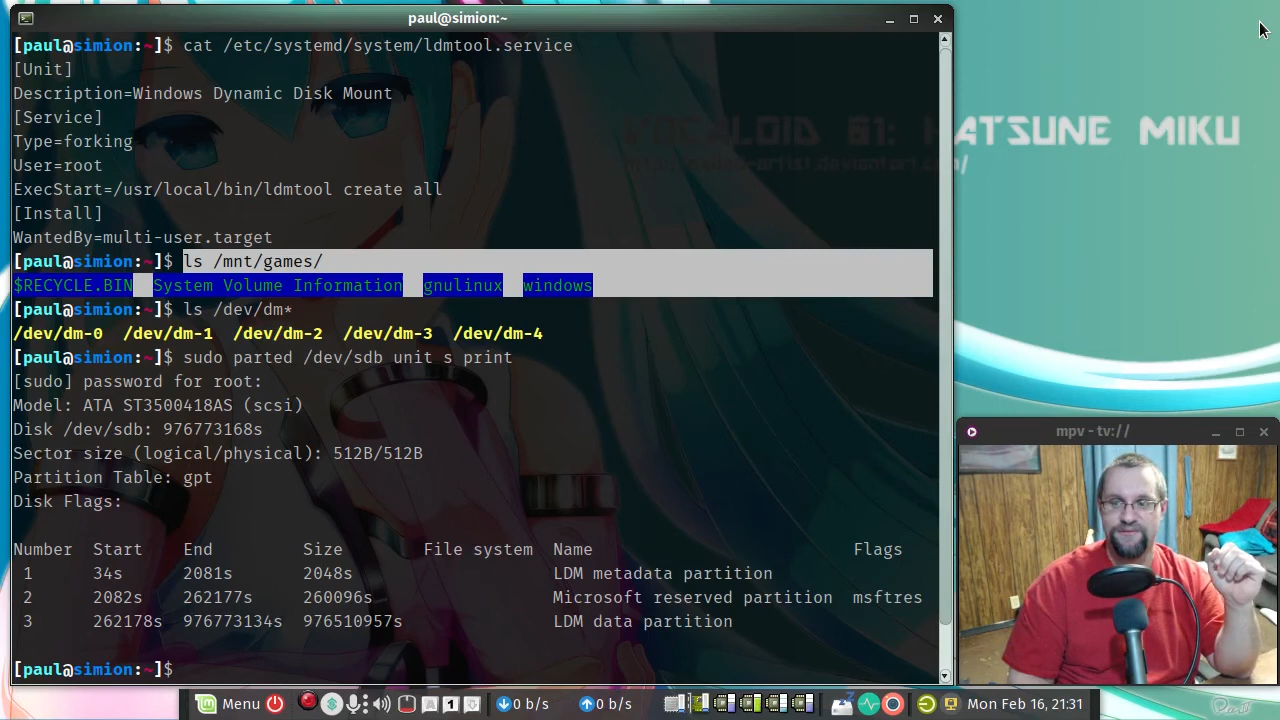 paul@simion:~
[paul@simion:~]$ cat /etc/systemd/system/ldmtool.service
[Unit]
Description=Windows Dynamic Disk Mount
[Service]
Type=forking
User=root
ExecStart=/usr/local/bin/ldmtool create all
[Install]
WantedBy=multi-user.target
[paul@simion:~]$ ls /mnt/games/
$RECYCLE.BIN System Volume Information gnulinux windows
[paul@simion:~]$ ls /dev/dm*
/dev/dm-0 /dev/dm-1 /dev/dm-2 /dev/dm-3 /dev/dm-4
[paul@simion:~]$ sudo parted /dev/sdb unit s print
[sudo] password for root:
Model: ATA ST3500418AS (scsi)
Disk /dev/sdb: 976773168s
Sector size (logical/physical): 512B/512B
Partition Table: gpt
Disk Flags:
Number Start End Size File system Name Flags
1 34s 2081s 2048s LDM metadata partition
2 2082s 262177s 260096s Microsoft reserved partition msftres
3 262178s 976773134s 976510957s LDM data partition
[paul@simion:~]$
VOCALOID 01: HATSUNE MIKU
mpv - tv://
Menu
1
0 b/s
0 b/s
Mon Feb 16, 21:31